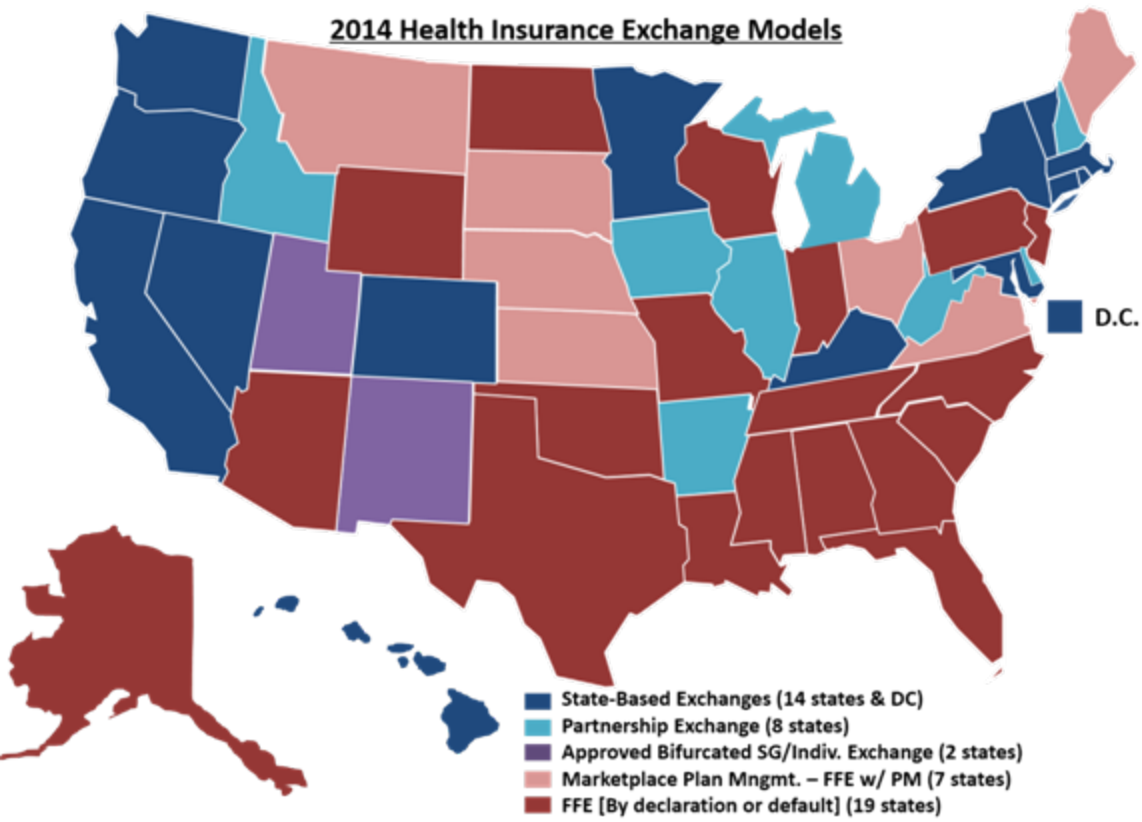 2014 Health Insurance Exchange Models
D.C.
State-Based Exchanges (14 states & DC)
Partnership Exchange (8 states)
Approved Bifurcated SG/Indiv. Exchange (2 states)
Marketplace Plan Mngmt. – FFE w/ PM (7 states)
FFE [By declaration or default] (19 states)